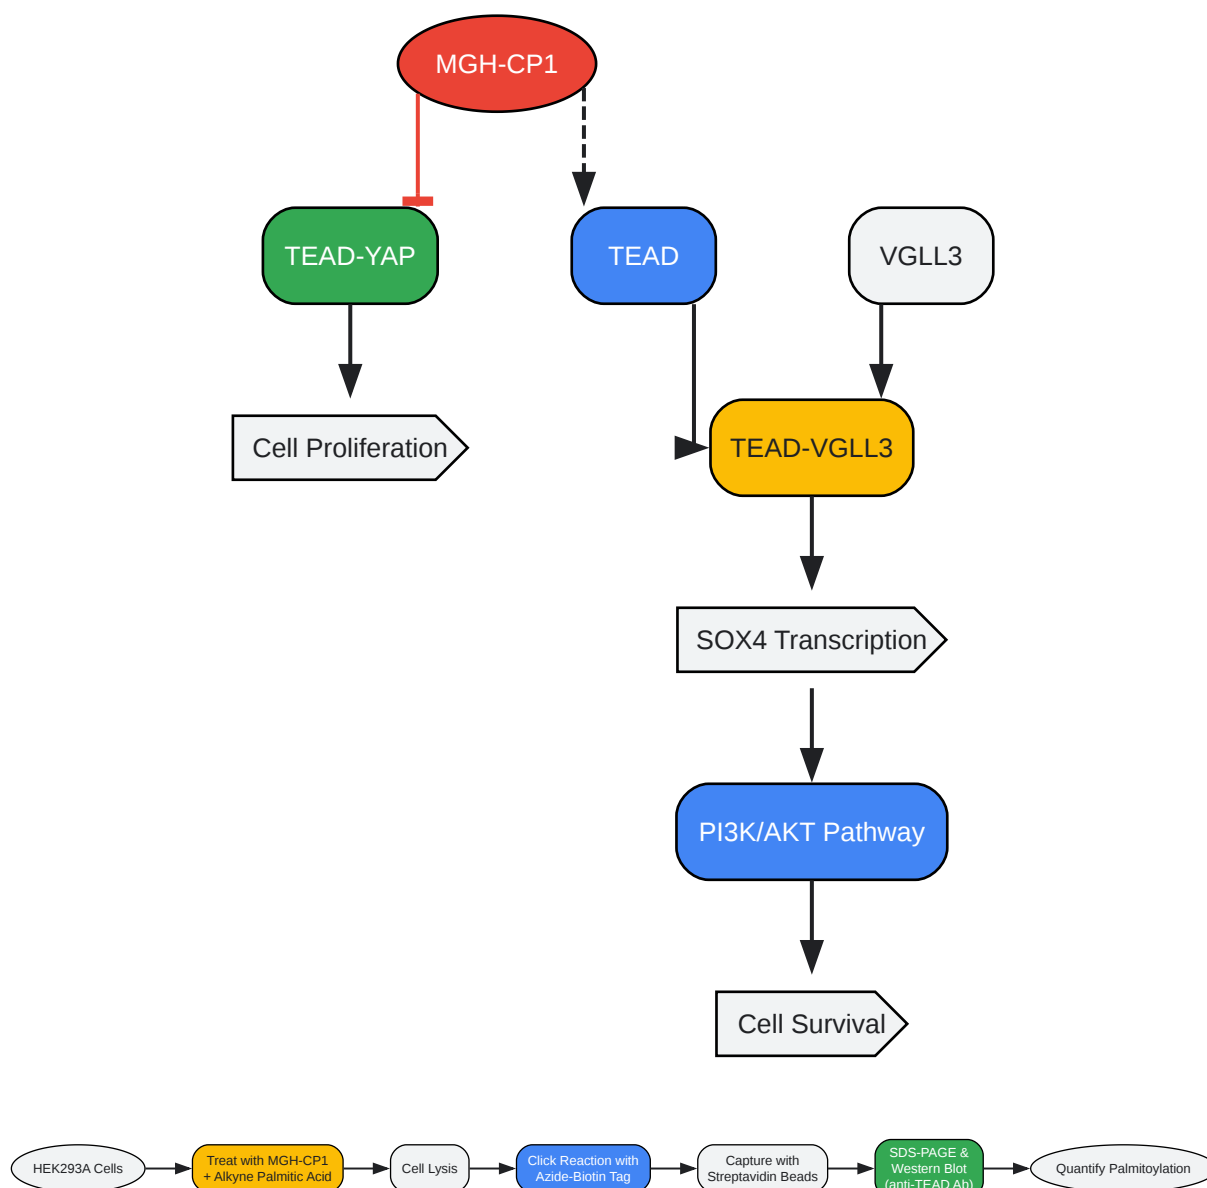 MGH-CP1
TEAD-YAP
TEAD
VGLL3
Cell Proliferation
TEAD-VGLL3
SOX4 Transcription
PI3K/AKT Pathway
Cell Survival
HEK293A Cells
Treat with MGH-CP1
+ Alkyne Palmitic Acid
Cell Lysis
Click Reaction with
Azide-Biotin Tag
Capture with
Streptavidin Beads
SDS-PAGE &
Western Blot
(anti-TEAD Ab)
Quantify Palmitoylation